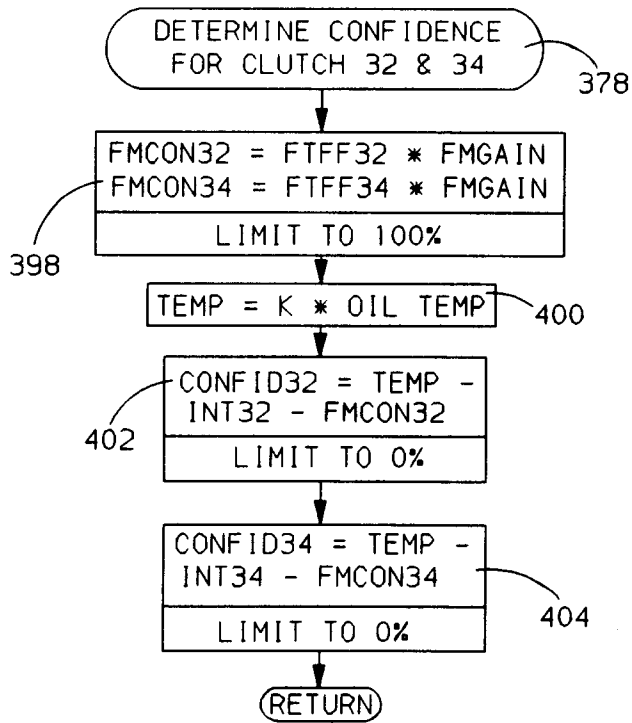 DETERMINE CONFIDENCE
FOR CLUTCH 32 & 34
378
FMCON32 = FTFF32 * FMGAIN
FMCON34 = FTFF34 * FMGAIN
LIMIT TO 100%
398
TEMP = K * OIL TEMP
400
CONFID32 = TEMP -
INT32 - FMCON32
402
LIMIT TO 0%
CONFID34 = TEMP -
INT34 - FMCON34
404
LIMIT TO 0%
RETURN